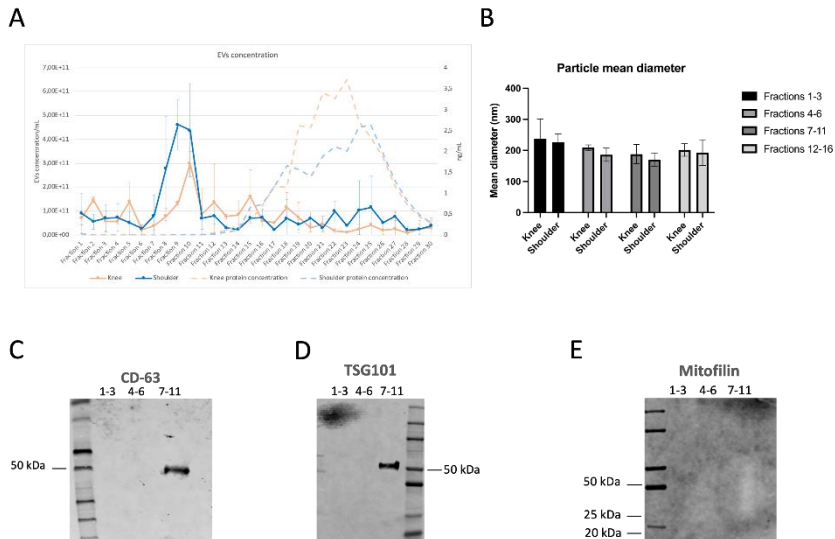 A
EVs concentration
7,00E+11
6,00E+11
5,00E+11
4,00E+11
3,00E+11
2,00E+11
1,00E+11
0,00E+00
EVs concentration/mL
4
3,5
3
2,5
2
1,5
1
0,5
0
ng/mL
Fraction 1
Fraction 2
Fraction 3
Fraction 4
Fraction 5
Fraction 6
Fraction 7
Fraction 8
Fraction 9
Fraction 10
Fraction 11
Fraction 12
Fraction 13
Fraction 14
Fraction 15
Fraction 16
Fraction 17
Fraction 18
Fraction 19
Fraction 20
Fraction 21
Fraction 22
Fraction 23
Fraction 24
Fraction 25
Fraction 26
Fraction 27
Fraction 28
Fraction 29
Fraction 30
Knee
Shoulder
Knee protein concentration
Shoulder protein concentration
B
Particle mean diameter
400
300
200
100
0
Mean diameter (nm)
Knee
Shoulder
Knee
Shoulder
Knee
Shoulder
Knee
Shoulder
Fractions 1-3
Fractions 4-6
Fractions 7-11
Fractions 12-16
C
CD-63
1-3 4-6 7-11
50 kDa
D
TSG101
1-3 4-6 7-11
50 kDa
E
Mitofilin
1-3 4-6 7-11
50 kDa
25 kDa
20 kDa